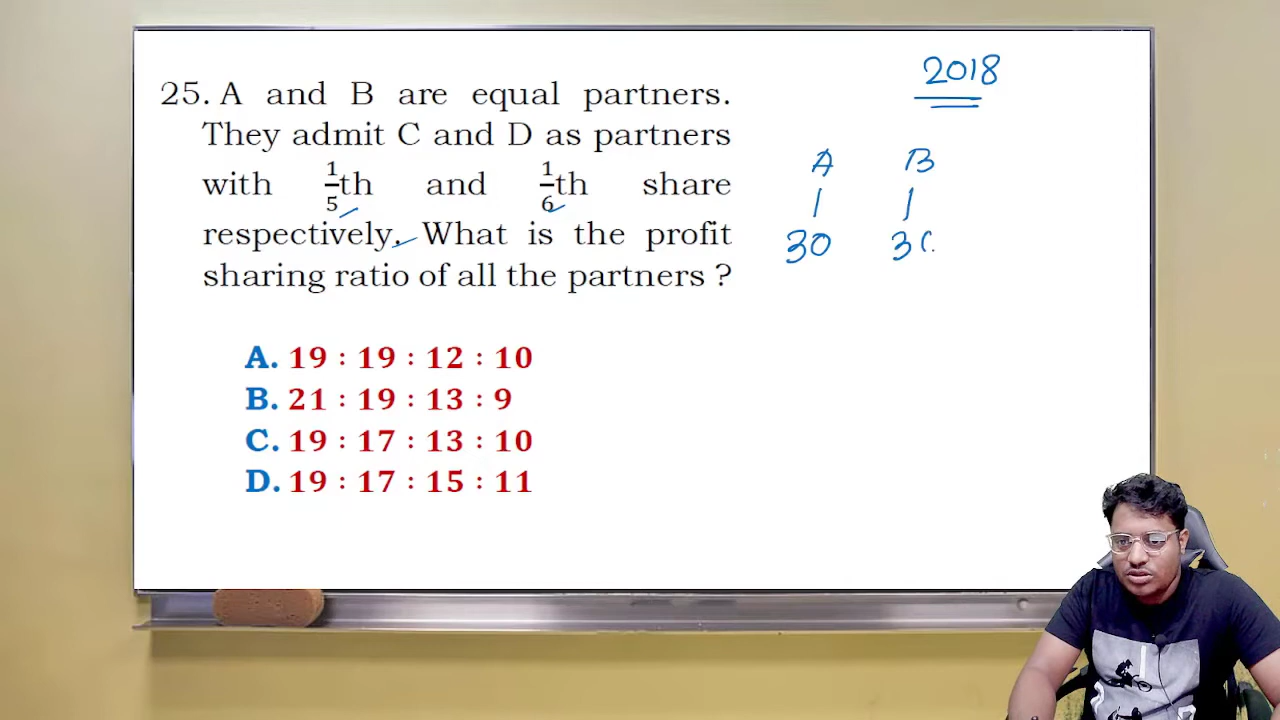 25. A and B are equal partners.
They admit C and D as partners
with 1/5th and 1/6th share
respectively. What is the profit
sharing ratio of all the partners ?
A. 19 : 19 : 12 : 10
B. 21 : 19 : 13 : 9
C. 19 : 17 : 13 : 10
D. 19 : 17 : 15 : 11
2018
A B
1 1
30 30